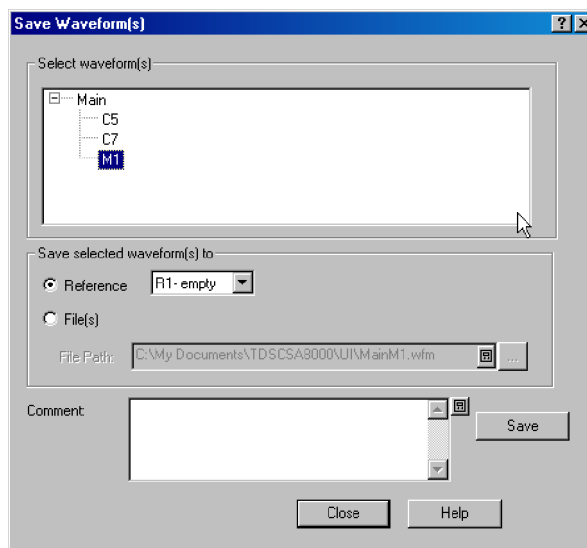 Save Waveform(s)
Select waveform(s)
Main
C5
C7
M1
Save selected waveform(s) to
Reference R1- empty
File(s)
File Path: C:\My Documents\TDSCSA8000\UI\MainM1.wfm ...
Comment
Save
Close Help